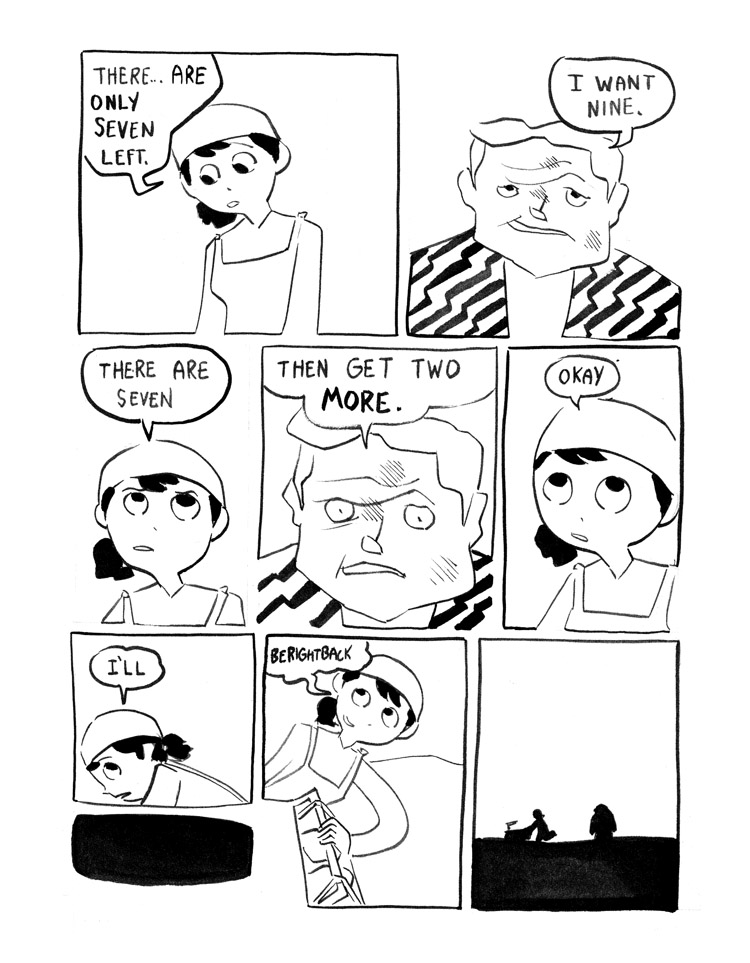 THERE... ARE
ONLY
SEVEN
LEFT.
I WANT
NINE.
THERE ARE
SEVEN
THEN GET TWO
MORE.
OKAY
I'LL
BERIGHTBACK